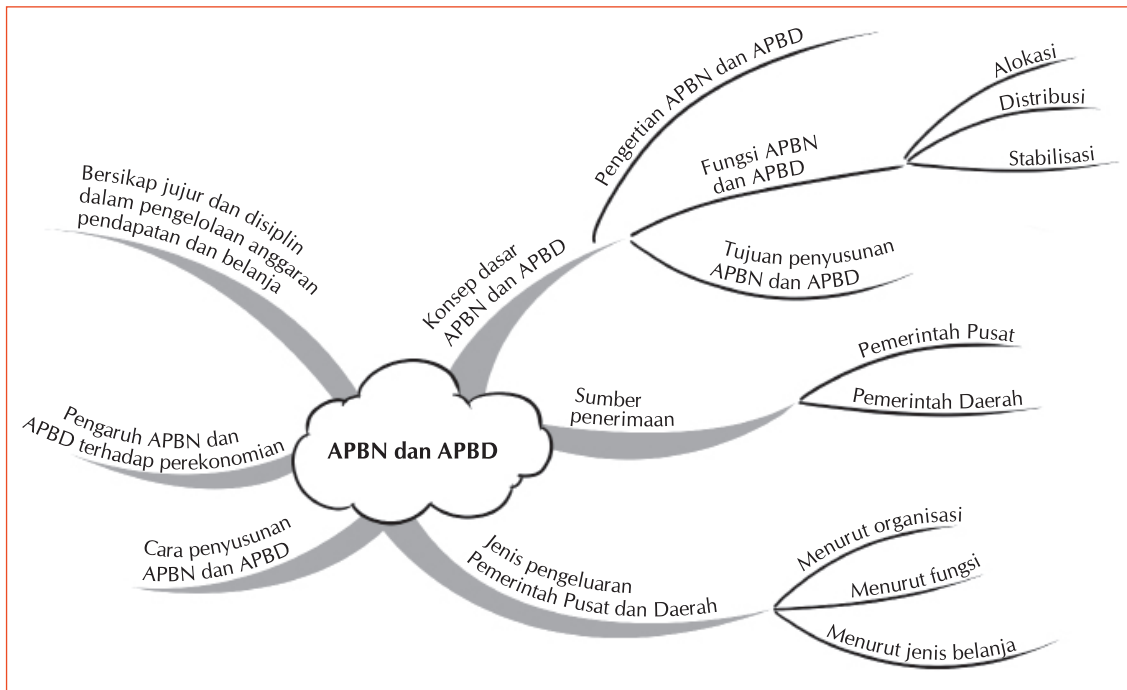 APBN dan APBD
Konsep dasar
APBN dan APBD
Pengertian APBN dan APBD
Fungsi APBN
dan APBD
Alokasi
Distribusi
Stabilisasi
Tujuan penyusunan
APBN dan APBD
Sumber
penerimaan
Pemerintah Pusat
Pemerintah Daerah
Jenis pengeluaran
Pemerintah Pusat dan Daerah
Menurut organisasi
Menurut fungsi
Menurut jenis belanja
Cara penyusunan
APBN dan APBD
Pengaruh APBN dan
APBD terhadap perekonomian
Bersikap jujur dan disiplin
dalam pengelolaan anggaran
pendapatan dan belanja